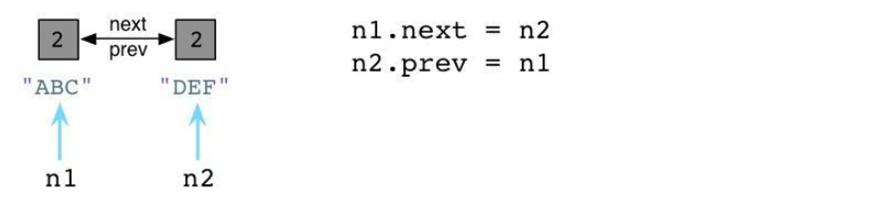 next
2 2
prev
"ABC" "DEF"
n1 n2
n1.next = n2
n2.prev = n1